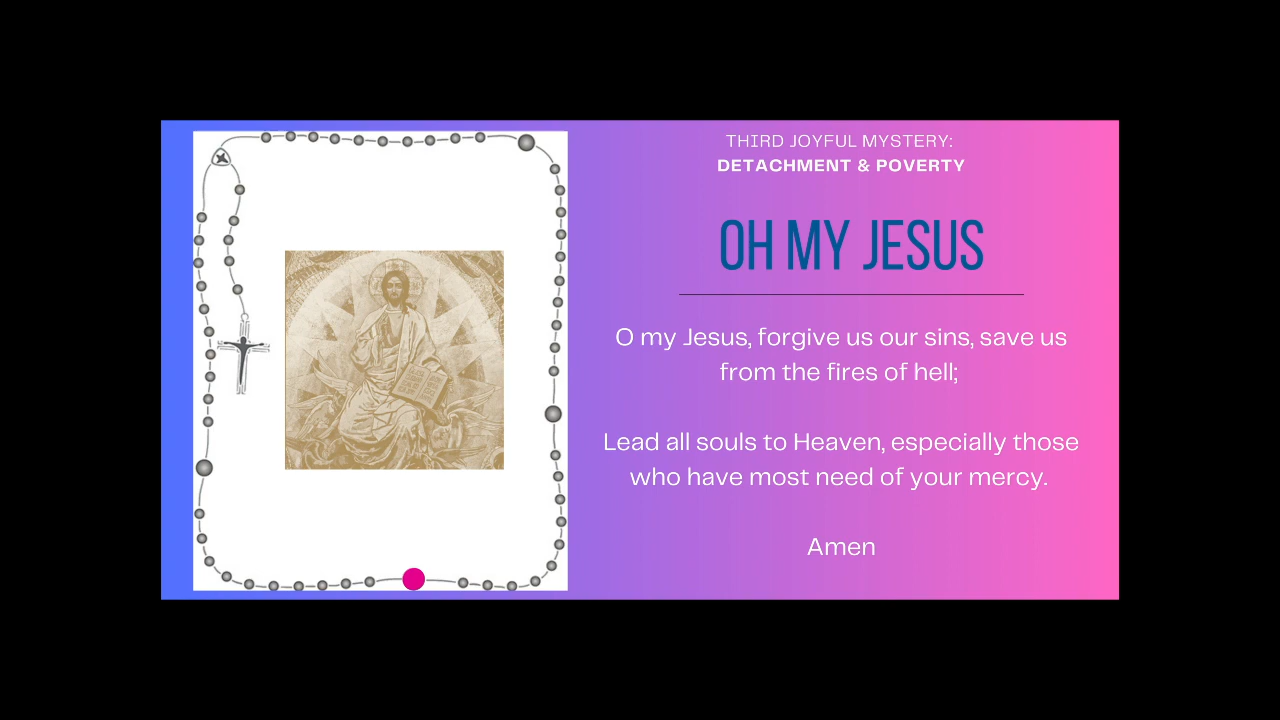 THIRD JOYFUL MYSTERY:
DETACHMENT & POVERTY
OH MY JESUS
O my Jesus, forgive us our sins, save us
from the fires of hell;
Lead all souls to Heaven, especially those
who have most need of your mercy.
Amen